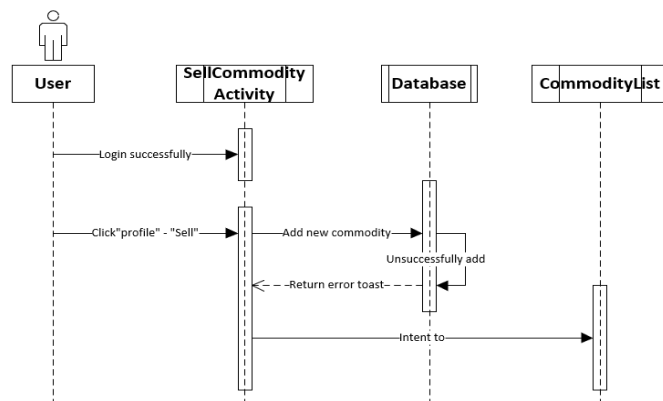 User
SellCommodity
Activity
Database
CommodityList
Login successfully
Click"profile" - "Sell"
Add new commodity
Unsuccessfully add
Return error toast
Intent to